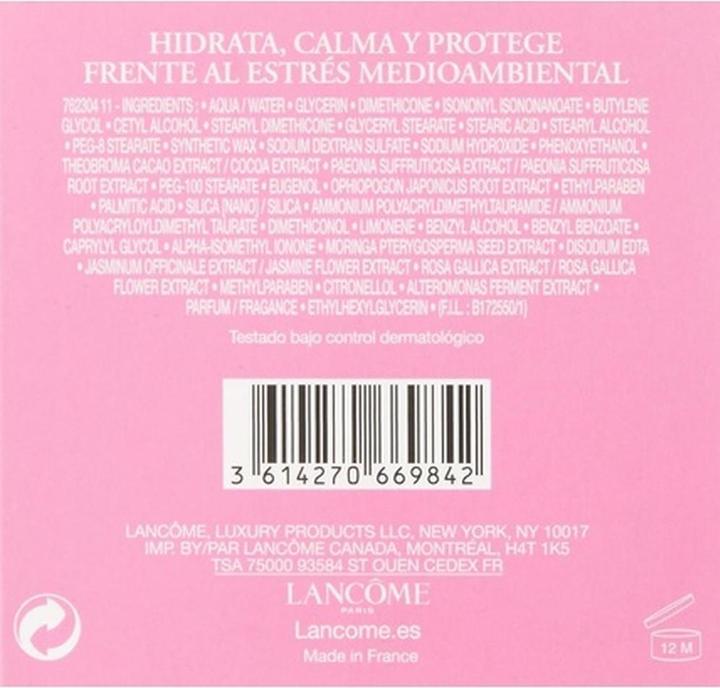 HIDRATA, CALMA Y PROTEGE
FRENTE AL ESTRÉS MEDIOAMBIENTAL
762304 11 - INGREDIENTS : • AQUA / WATER • GLYCERIN • DIMETHICONE • ISONONYL ISONONANOATE • BUTYLENE
GLYCOL • CETYL ALCOHOL • STEARYL DIMETHICONE • GLYCERYL STEARATE • STEARIC ACID • STEARYL ALCOHOL
• PEG-8 STEARATE • SYNTHETIC WAX • SODIUM DEXTRAN SULFATE • SODIUM HYDROXIDE • PHENOXYETHANOL •
THEOBROMA CACAO EXTRACT / COCOA EXTRACT • PAEONIA SUFFRUTICOSA EXTRACT / PAEONIA SUFFRUTICOSA
ROOT EXTRACT • PEG-100 STEARATE • EUGENOL • OPHIOPOGON JAPONICUS ROOT EXTRACT • ETHYLPARABEN
• PALMITIC ACID • SILICA [NANO] / SILICA • AMMONIUM POLYACRYLDIMETHYLTAURAMIDE / AMMONIUM
POLYACRYLOYLDIMETHYL TAURATE • DIMETHICONOL • LIMONENE • BENZYL ALCOHOL • BENZYL BENZOATE •
CAPRYLYL GLYCOL • ALPHA-ISOMETHYL IONONE • MORINGA PTERYGOSPERMA SEED EXTRACT • DISODIUM EDTA
• JASMINUM OFFICINALE EXTRACT / JASMINE FLOWER EXTRACT • ROSA GALLICA EXTRACT / ROSA GALLICA
FLOWER EXTRACT • METHYLPARABEN • CITRONELLOL • ALTEROMONAS FERMENT EXTRACT •
PARFUM / FRAGANCE • ETHYLHEXYLGLYCERIN • (F.I.L. : B172550/1)
Testado bajo control dermatológico
3 614270 669842
LANCÔME, LUXURY PRODUCTS LLC, NEW YORK, NY 10017
IMP. BY/PAR LANCÔME CANADA, MONTRÉAL, H4T 1K5
TSA 75000 93584 ST OUEN CEDEX FR
LANCÔME
PARIS
Lancome.es
Made in France
12 M